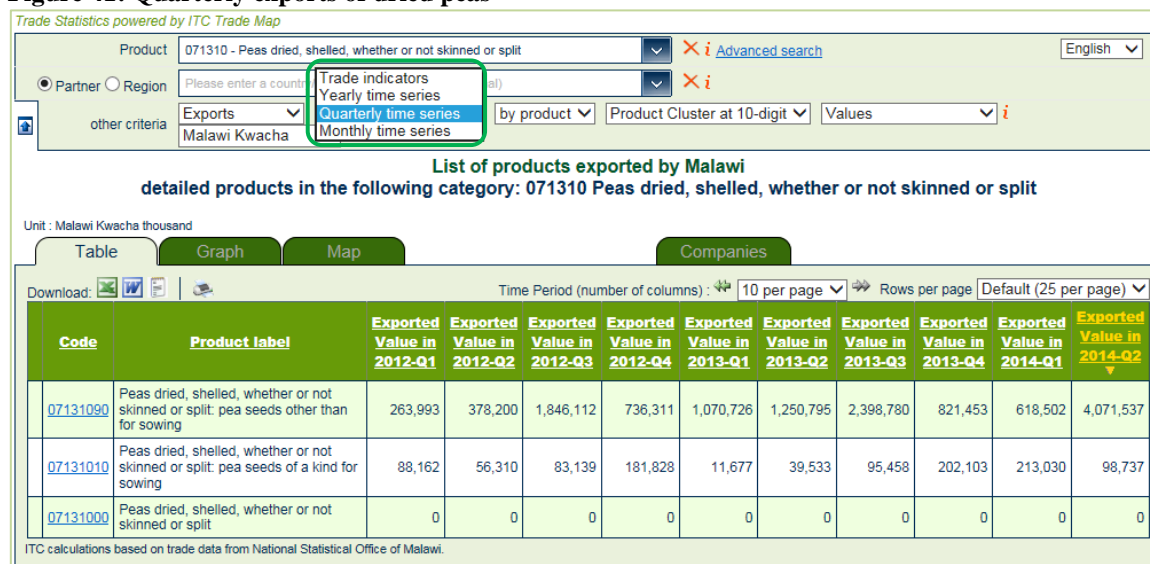 Quarterly exports of dried peas
Trade Statistics powered by ITC Trade Map
Product 071310 - Peas dried, shelled, whether or not skinned or split i Advanced search English
Partner Region Please enter a country al) i
Trade indicators
Yearly time series
Quarterly time series
Monthly time series
other criteria Exports by product Product Cluster at 10-digit Values i
Malawi Kwacha
List of products exported by Malawi
detailed products in the following category: 071310 Peas dried, shelled, whether or not skinned or split
Unit : Malawi Kwacha thousand
Table Graph Map Companies
Download: Time Period (number of columns) : 10 per page Rows per page Default (25 per page)
Code Product label Exported Value in 2012-Q1 Exported Value in 2012-Q2 Exported Value in 2012-Q3 Exported Value in 2012-Q4 Exported Value in 2013-Q1 Exported Value in 2013-Q2 Exported Value in 2013-Q3 Exported Value in 2013-Q4 Exported Value in 2014-Q1 Exported Value in 2014-Q2
07131090 Peas dried, shelled, whether or not skinned or split: pea seeds other than for sowing 263,993 378,200 1,846,112 736,311 1,070,726 1,250,795 2,398,780 821,453 618,502 4,071,537
07131010 Peas dried, shelled, whether or not skinned or split: pea seeds of a kind for sowing 88,162 56,310 83,139 181,828 11,677 39,533 95,458 202,103 213,030 98,737
07131000 Peas dried, shelled, whether or not skinned or split 0 0 0 0 0 0 0 0 0 0
ITC calculations based on trade data from National Statistical Office of Malawi.